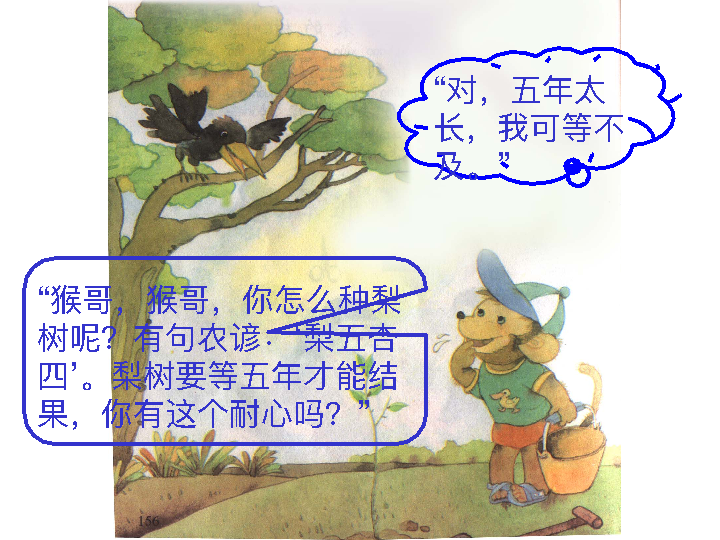 “对，五年太
长，我可等不
及。”
“猴哥，猴哥，你怎么种梨
树呢？有句农谚：‘梨五杏
四’。梨树要等五年才能结
果，你有这个耐心吗？”
156